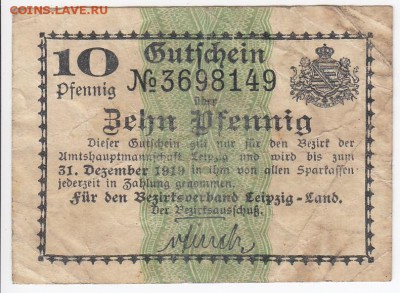 COINS.LAVE.RU
10 Pfennig
Gutschein
№3698149
über
Zehn Pfennig
Dieser Gutschein gilt nur für den Bezirk der
Amtshauptmannschaft Leipzig und wird bis zum
31. Dezember 1919 in ihm von allen Sparkassen
jederzeit in Zahlung genommen.
Für den Bezirksverband Leipzig-Land.
Der Bezirksausschuß.